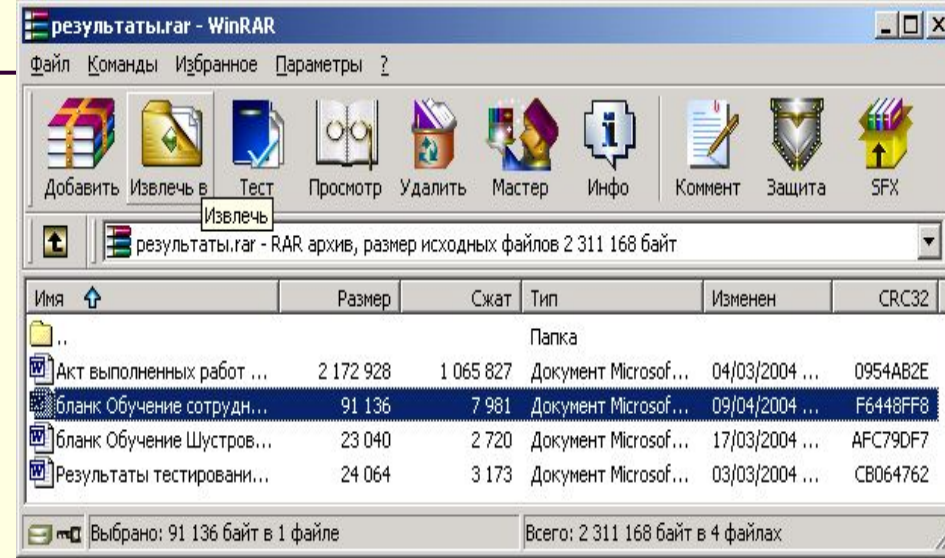 результаты.rar - WinRAR
Файл Команды Избранное Параметры ?
Добавить Извлечь в Тест Просмотр Удалить Мастер Инфо Коммент Защита SFX
Извлечь
результаты.rar - RAR архив, размер исходных файлов 2 311 168 байт
Имя Размер Сжат Тип Изменен CRC32
.. Папка
Акт выполненных работ ... 2 172 928 1 065 827 Документ Microsof... 04/03/2004 ... 0954AB2E
бланк Обучение сотрудн... 91 136 7 981 Документ Microsof... 09/04/2004 ... F6448FF8
бланк Обучение Шустров... 23 040 2 720 Документ Microsof... 17/03/2004 ... AFC79DF7
Результаты тестировани... 24 064 3 173 Документ Microsof... 03/03/2004 ... CB064762
Выбрано: 91 136 байт в 1 файле Всего: 2 311 168 байт в 4 файлах